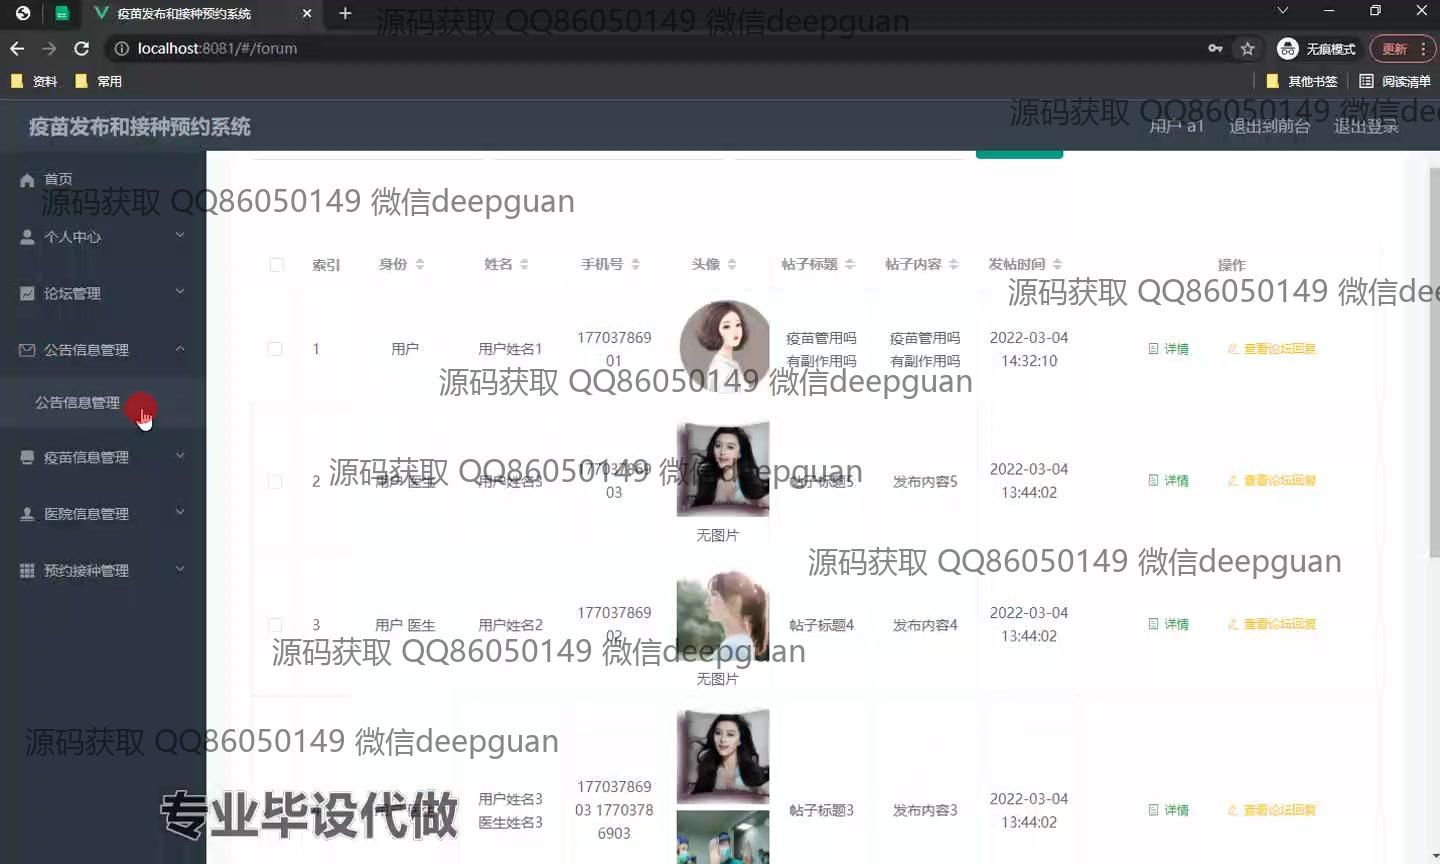 疫苗发布和接种预约系统
源码获取 QQ86050149 微信deepguan
localhost:8081/#/forum
无痕模式
更新
资料
常用
其他书签
阅读清单
疫苗发布和接种预约系统
源码获取 QQ86050149 微信dee
用户 a1
退出到前台
退出登录
首页
源码获取 QQ86050149 微信deepguan
个人中心
论坛管理
公告信息管理
公告信息管理
疫苗信息管理
医院信息管理
预约接种管理
索引 身份 姓名 手机号 头像 帖子标题 帖子内容 发帖时间 操作
源码获取 QQ86050149 微信dee
1 用户 用户姓名1 177037869 疫苗管用吗 疫苗管用吗 2022-03-04 详情 查看论坛回复
01 有副作用吗 有副作用吗 14:32:10
源码获取 QQ86050149 微信deepguan
2 用户 医生 用户姓名3 177037869 帖子标题5 发布内容5 2022-03-04 详情 查看论坛回复
03 13:44:02
源码获取 QQ86050149 微信deepguan
无图片
源码获取 QQ86050149 微信deepguan
3 用户 医生 用户姓名2 177037869 帖子标题4 发布内容4 2022-03-04 详情 查看论坛回复
02 13:44:02
源码获取 QQ86050149 微信deepguan
无图片
源码获取 QQ86050149 微信deepguan
用户姓名3 177037869 帖子标题3 发布内容3 2022-03-04 详情 查看论坛回复
医生姓名3 03 1770378 13:44:02
6903
专业毕设代做